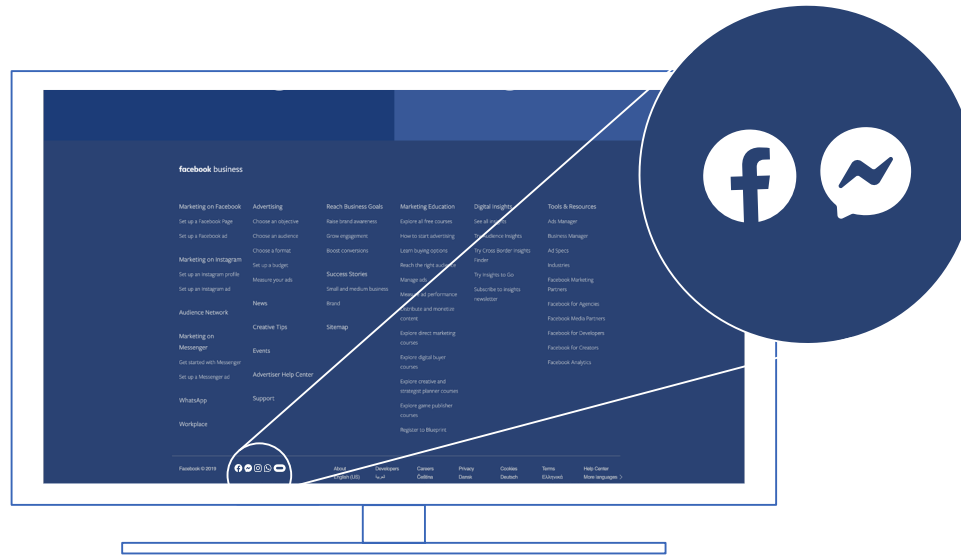 facebook business
Marketing on Facebook
Set up a Facebook Page
Set up a Facebook ad
Marketing on Instagram
Set up an Instagram profile
Set up an Instagram ad
Audience Network
Marketing on
Messenger
Get started with Messenger
Set up a Messenger ad
WhatsApp
Workplace
Advertising
Choose an objective
Choose an audience
Choose a format
Set up a budget
Measure your ads
News
Creative Tips
Events
Advertiser Help Center
Support
Reach Business Goals
Raise brand awareness
Grow engagement
Boost conversions
Success Stories
Small and medium business
Brand
Sitemap
Marketing Education
Explore all free courses
How to start advertising
Learn buying options
Reach the right audience
Manage ads
Measure ad performance
Distribute and monetize
content
Explore direct marketing
courses
Explore digital buyer
courses
Explore creative and
strategist planner courses
Explore game publisher
courses
Register to Blueprint
Digital Insights
See all insights
Try Audience Insights
Try Cross Border Insights
Finder
Try Insights to Go
Subscribe to insights
newsletter
Tools & Resources
Ads Manager
Business Manager
Ad Specs
Industries
Facebook Marketing
Partners
Facebook for Agencies
Facebook Media Partners
Facebook for Developers
Facebook for Creators
Facebook Analytics
Facebook © 2019
About Developers Careers Privacy Cookies Terms Help Center
English (US) العربية Čeština Dansk Deutsch Ελληνικά More languages